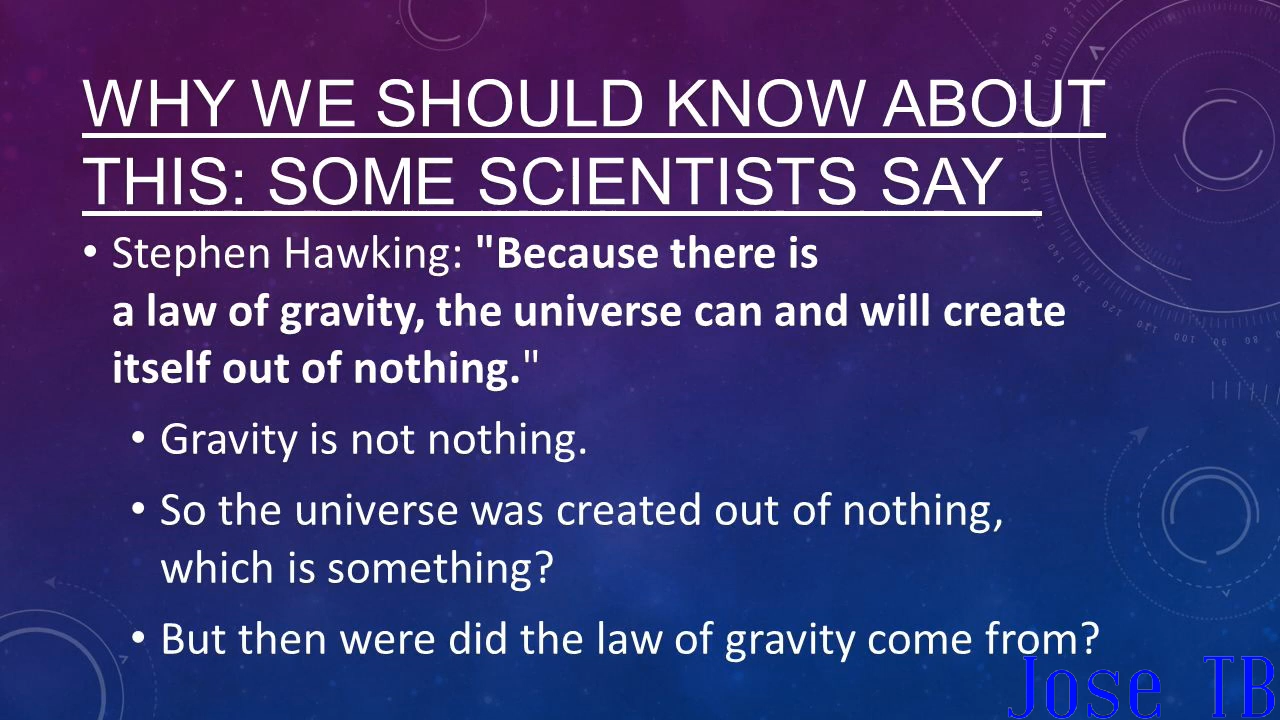 WHY WE SHOULD KNOW ABOUT
THIS: SOME SCIENTISTS SAY
• Stephen Hawking: "Because there is
a law of gravity, the universe can and will create
itself out of nothing."
• Gravity is not nothing.
• So the universe was created out of nothing,
which is something?
• But then were did the law of gravity come from?
Jose TB